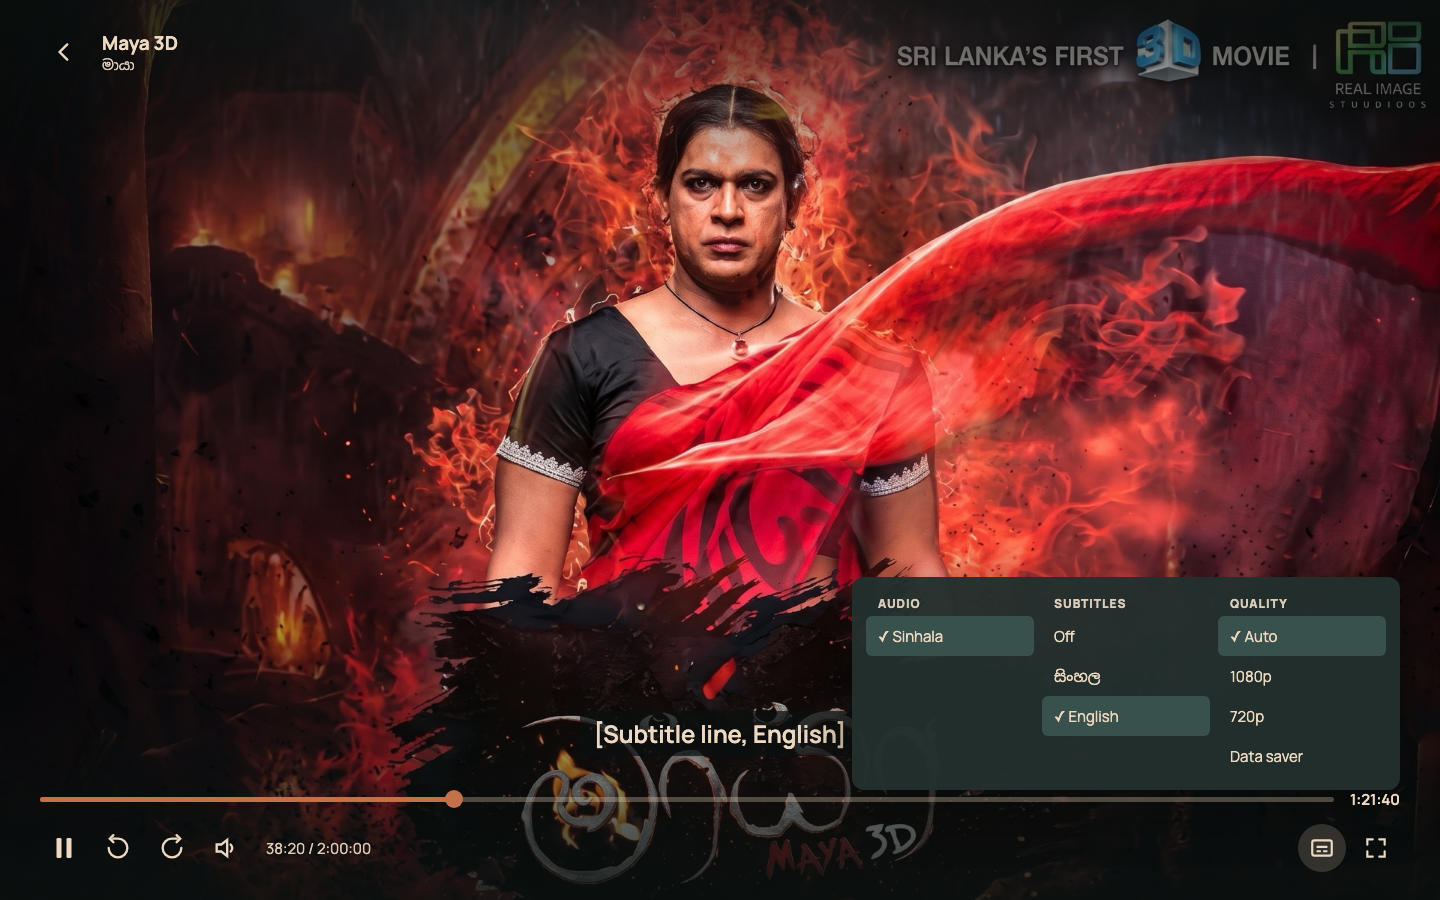 Maya 3D
මායා
SRI LANKA'S FIRST 3D MOVIE |
REAL IMAGE
STUUDIOOS
AUDIO
✓ Sinhala
SUBTITLES
Off
සිංහල
✓ English
QUALITY
✓ Auto
1080p
720p
Data saver
[Subtitle line, English]
මායා
MAYA 3D
1:21:40
38:20 / 2:00:00